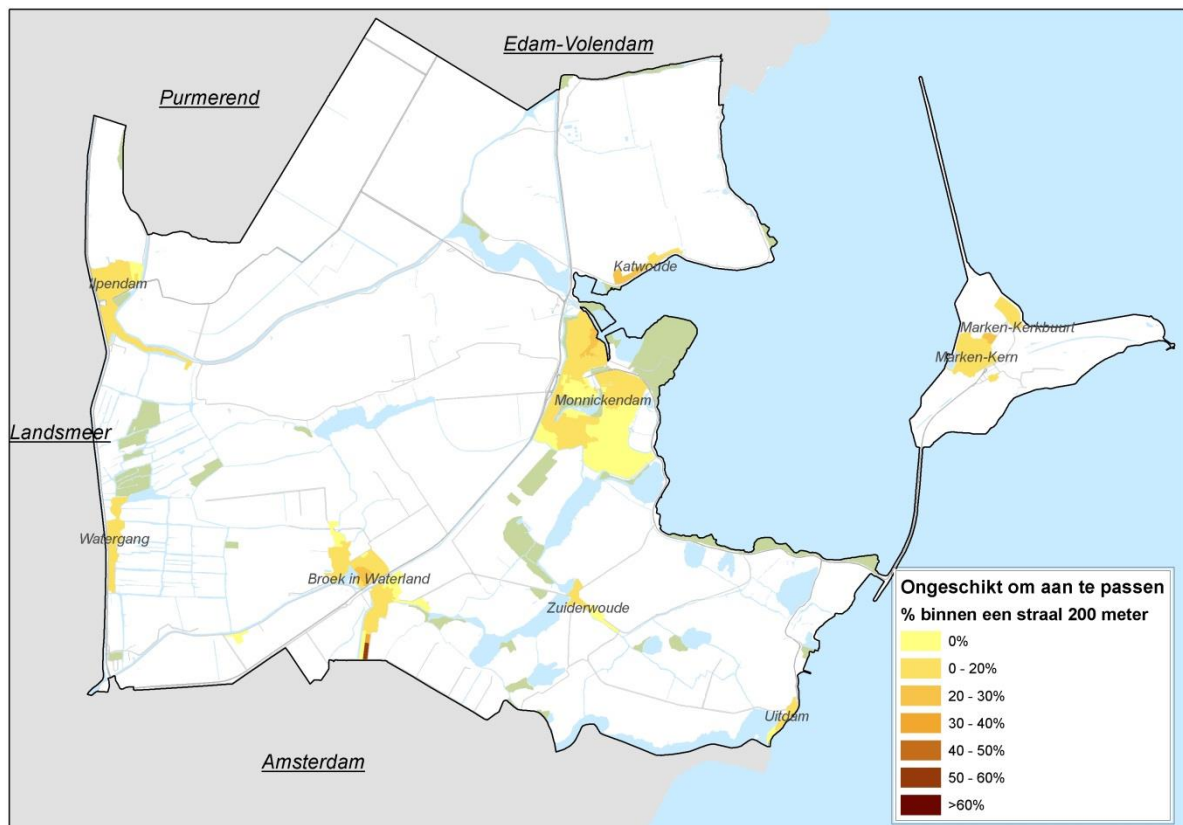 Edam-Volendam
Purmerend
Katwoude
Ilpendam
Marken-Kerkbuurt
Marken-Kern
Monnickendam
Landsmeer
Watergang
Broek in Waterland
Zuiderwoude
Uitdam
Amsterdam
Ongeschikt om aan te passen
% binnen een straal 200 meter
0%
0 - 20%
20 - 30%
30 - 40%
40 - 50%
50 - 60%
>60%